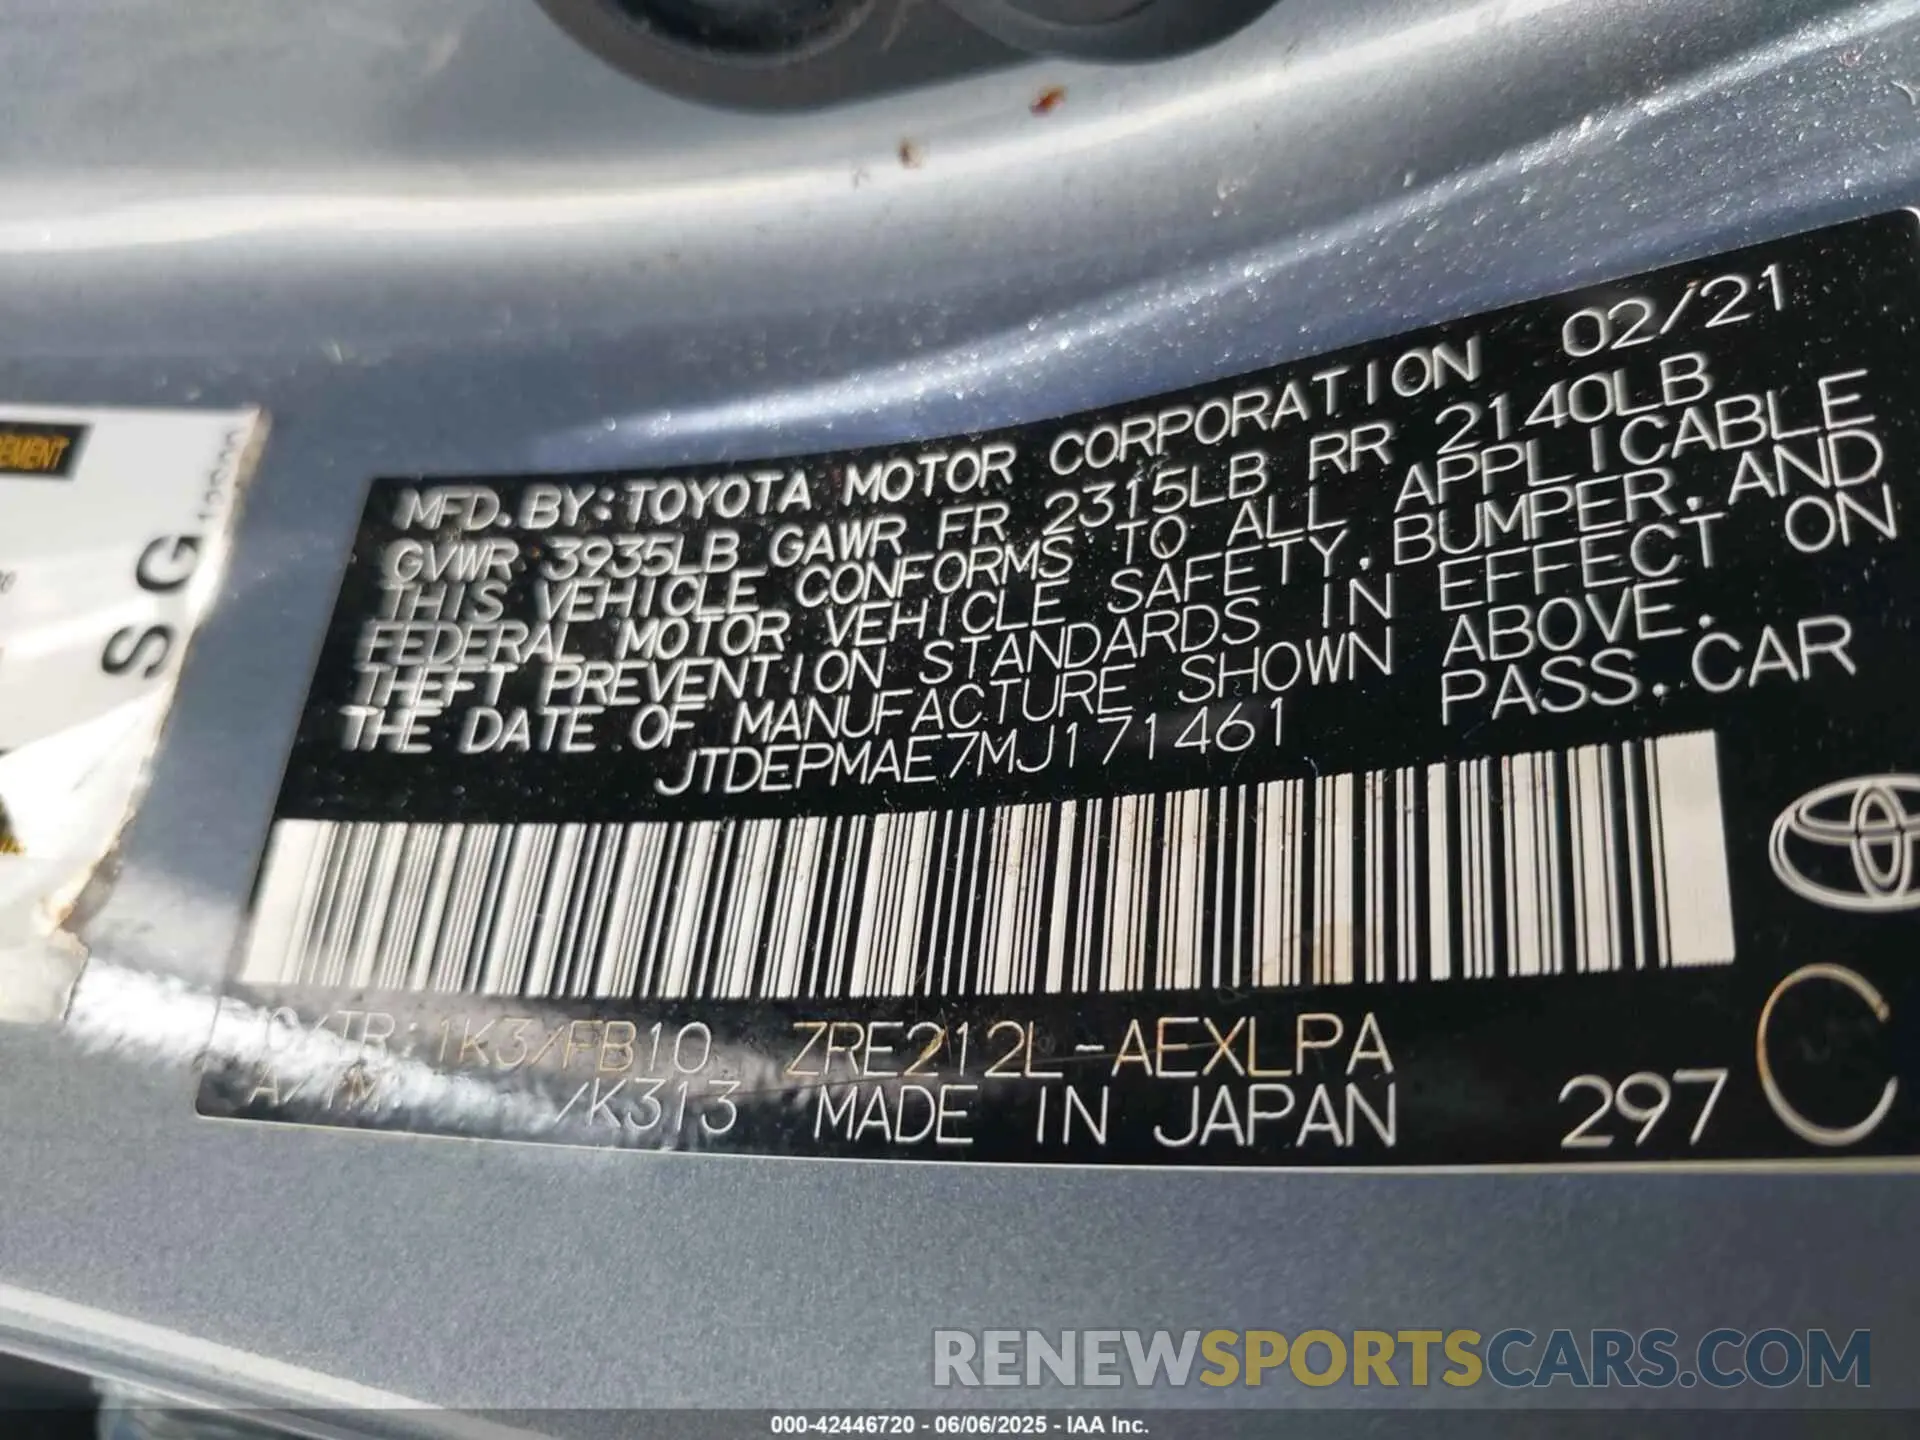 MFD. BY: TOYOTA MOTOR CORPORATION 02/21
GVWR 3935LB GAWR FR 2315LB RR 2140LB
THIS VEHICLE CONFORMS TO ALL APPLICABLE
FEDERAL MOTOR VEHICLE SAFETY, BUMPER, AND
THEFT PREVENTION STANDARDS IN EFFECT ON
THE DATE OF MANUFACTURE SHOWN ABOVE.
JTDEPMAE7MJ171461 PASS. CAR
C/TR: 1K3/FB10 ZRE212L-AEXLPA
A/TM: /K313 MADE IN JAPAN 297 C
S G
RENEWSPORTSCARS.COM
000-42446720 - 06/06/2025 - IAA Inc.